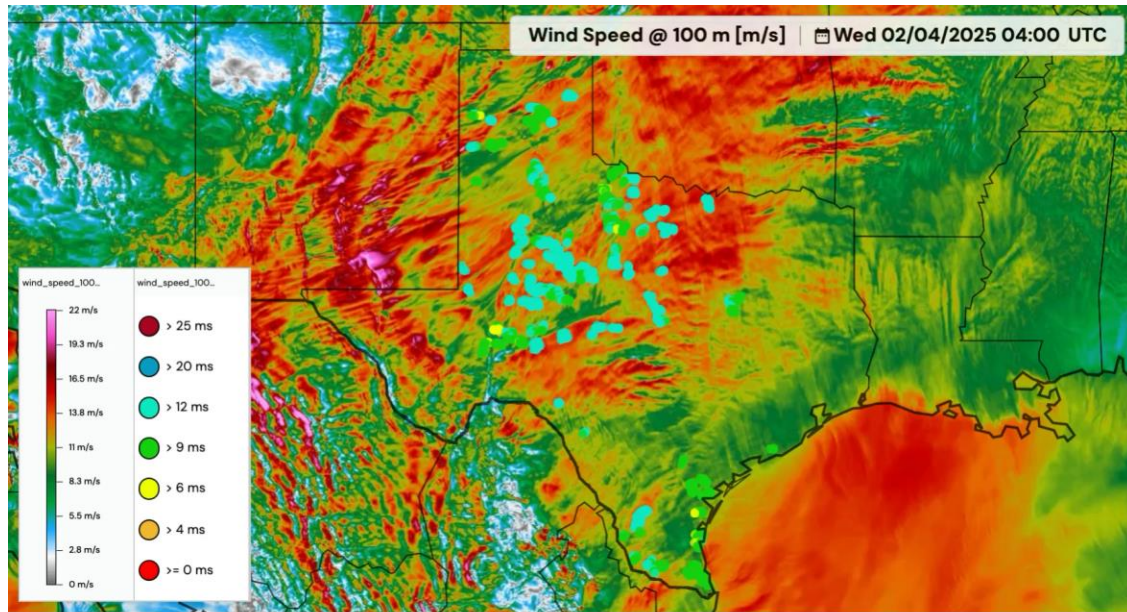 Wind Speed @ 100 m [m/s] | Wed 02/04/2025 04:00 UTC
wind_speed_100...
22 m/s
19.3 m/s
16.5 m/s
13.8 m/s
11 m/s
8.3 m/s
5.5 m/s
2.8 m/s
0 m/s
wind_speed_100...
> 25 ms
> 20 ms
> 12 ms
> 9 ms
> 6 ms
> 4 ms
>= 0 ms